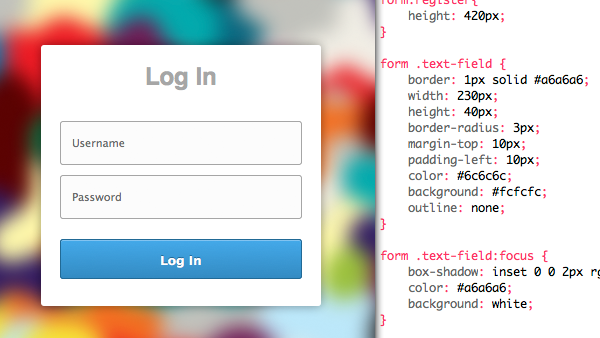 Log In
Username
Password
Log In
form.register{
height: 420px;
}
form .text-field {
border: 1px solid #a6a6a6;
width: 230px;
height: 40px;
border-radius: 3px;
margin-top: 10px;
padding-left: 10px;
color: #6c6c6c;
background: #fcfcfc;
outline: none;
}
form .text-field:focus {
box-shadow: inset 0 0 2px rg
color: #a6a6a6;
background: white;
}